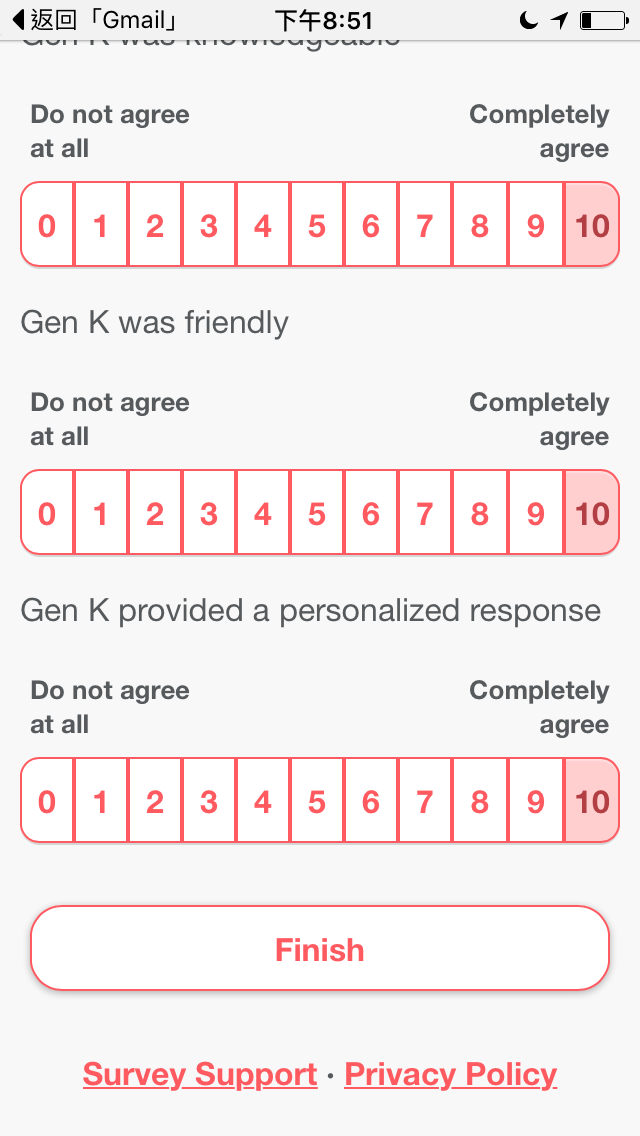 返回「Gmail」 下午8:51
Gen K was knowledgeable
Do not agree Completely
at all agree
0 1 2 3 4 5 6 7 8 9 10
Gen K was friendly
Do not agree Completely
at all agree
0 1 2 3 4 5 6 7 8 9 10
Gen K provided a personalized response
Do not agree Completely
at all agree
0 1 2 3 4 5 6 7 8 9 10
Finish
Survey Support · Privacy Policy